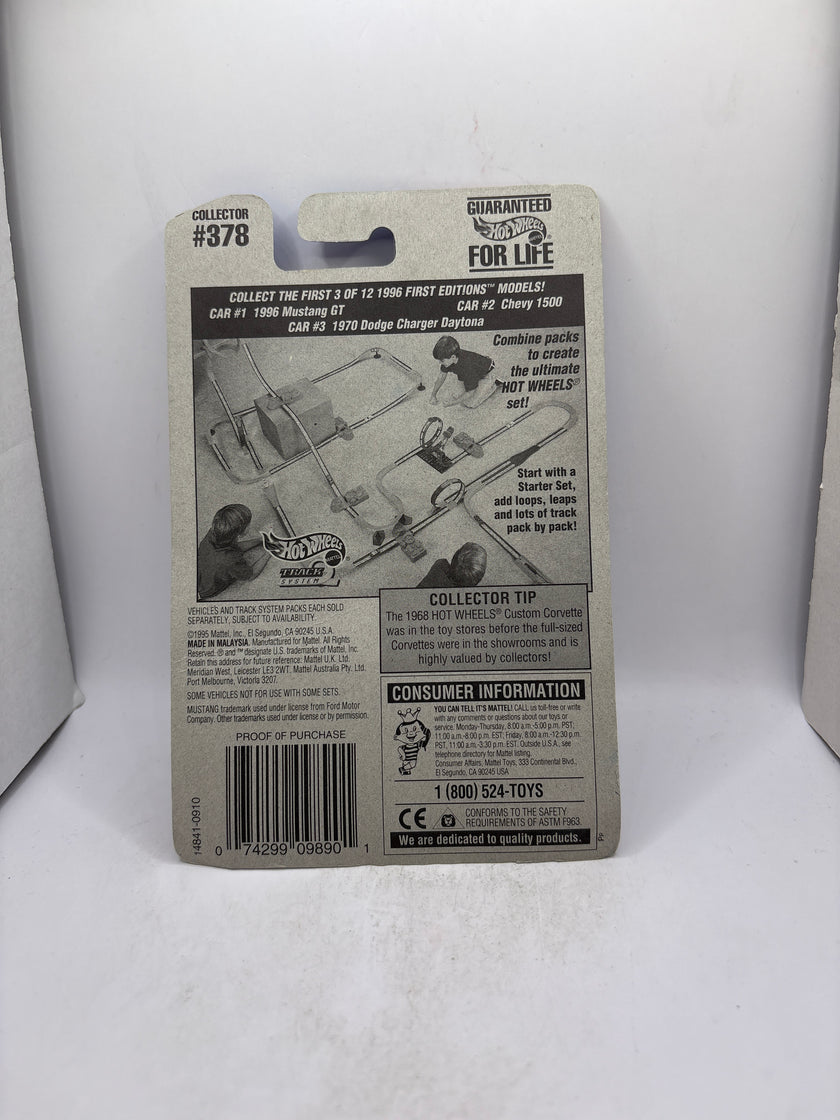 COLLECTOR
#378
GUARANTEED
HOT WHEELS®
MATTEL
FOR LIFE
COLLECT THE FIRST 3 OF 12 1996 FIRST EDITIONS™ MODELS!
CAR #1 1996 Mustang GT CAR #2 Chevy 1500
CAR #3 1970 Dodge Charger Daytona
Combine packs
to create
the ultimate
HOT WHEELS®
set!
Start with a
Starter Set,
add loops, leaps
and lots of track
pack by pack!
HOT WHEELS®
MATTEL
TRACK
SYSTEM
VEHICLES AND TRACK SYSTEM PACKS EACH SOLD
SEPARATELY, SUBJECT TO AVAILABILITY.
©1995 Mattel, Inc., El Segundo, CA 90245 U.S.A.
MADE IN MALAYSIA. Manufactured for Mattel. All Rights
Reserved. ® and ™ designate U.S. trademarks of Mattel, Inc.
Retain this address for future reference: Mattel U.K. Ltd.
Meridian West, Leicester LE3 2WT. Mattel Australia Pty. Ltd.
Port Melbourne, Victoria 3207.
SOME VEHICLES NOT FOR USE WITH SOME SETS.
MUSTANG trademark used under license from Ford Motor
Company. Other trademarks used under license or by permission.
PROOF OF PURCHASE
14841-0910
0 74299 09890 1
COLLECTOR TIP
The 1968 HOT WHEELS® Custom Corvette
was in the toy stores before the full-sized
Corvettes were in the showrooms and is
highly valued by collectors!
CONSUMER INFORMATION
YOU CAN TELL IT'S MATTEL! CALL us toll-free or write
with any comments or questions about our toys or
service. Monday-Thursday, 8:00 a.m.-5:00 p.m. PST;
11:00 a.m.-8:00 p.m. EST; Friday, 8:00 a.m.-12:30 p.m.
PST, 11:00 a.m.-3:30 p.m. EST. Outside U.S.A., see
telephone directory for Mattel listing.
Consumer Affairs, Mattel Toys, 333 Continental Blvd.,
El Segundo, CA 90245 USA
1 (800) 524-TOYS
CE
CONFORMS TO THE SAFETY
REQUIREMENTS OF ASTM F963.
We are dedicated to quality products.